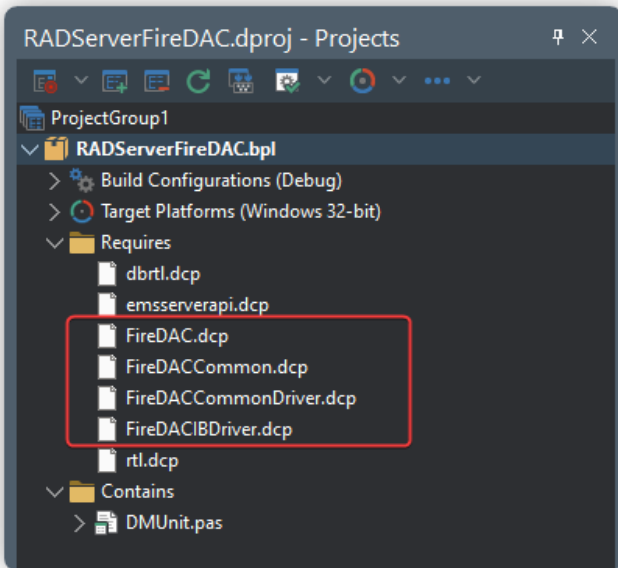 RADServerFireDAC.dproj - Projects
ProjectGroup1
RADServerFireDAC.bpl
Build Configurations (Debug)
Target Platforms (Windows 32-bit)
Requires
dbrtl.dcp
emsserverapi.dcp
FireDAC.dcp
FireDACCommon.dcp
FireDACCommonDriver.dcp
FireDACIBDriver.dcp
rtl.dcp
Contains
DMUnit.pas